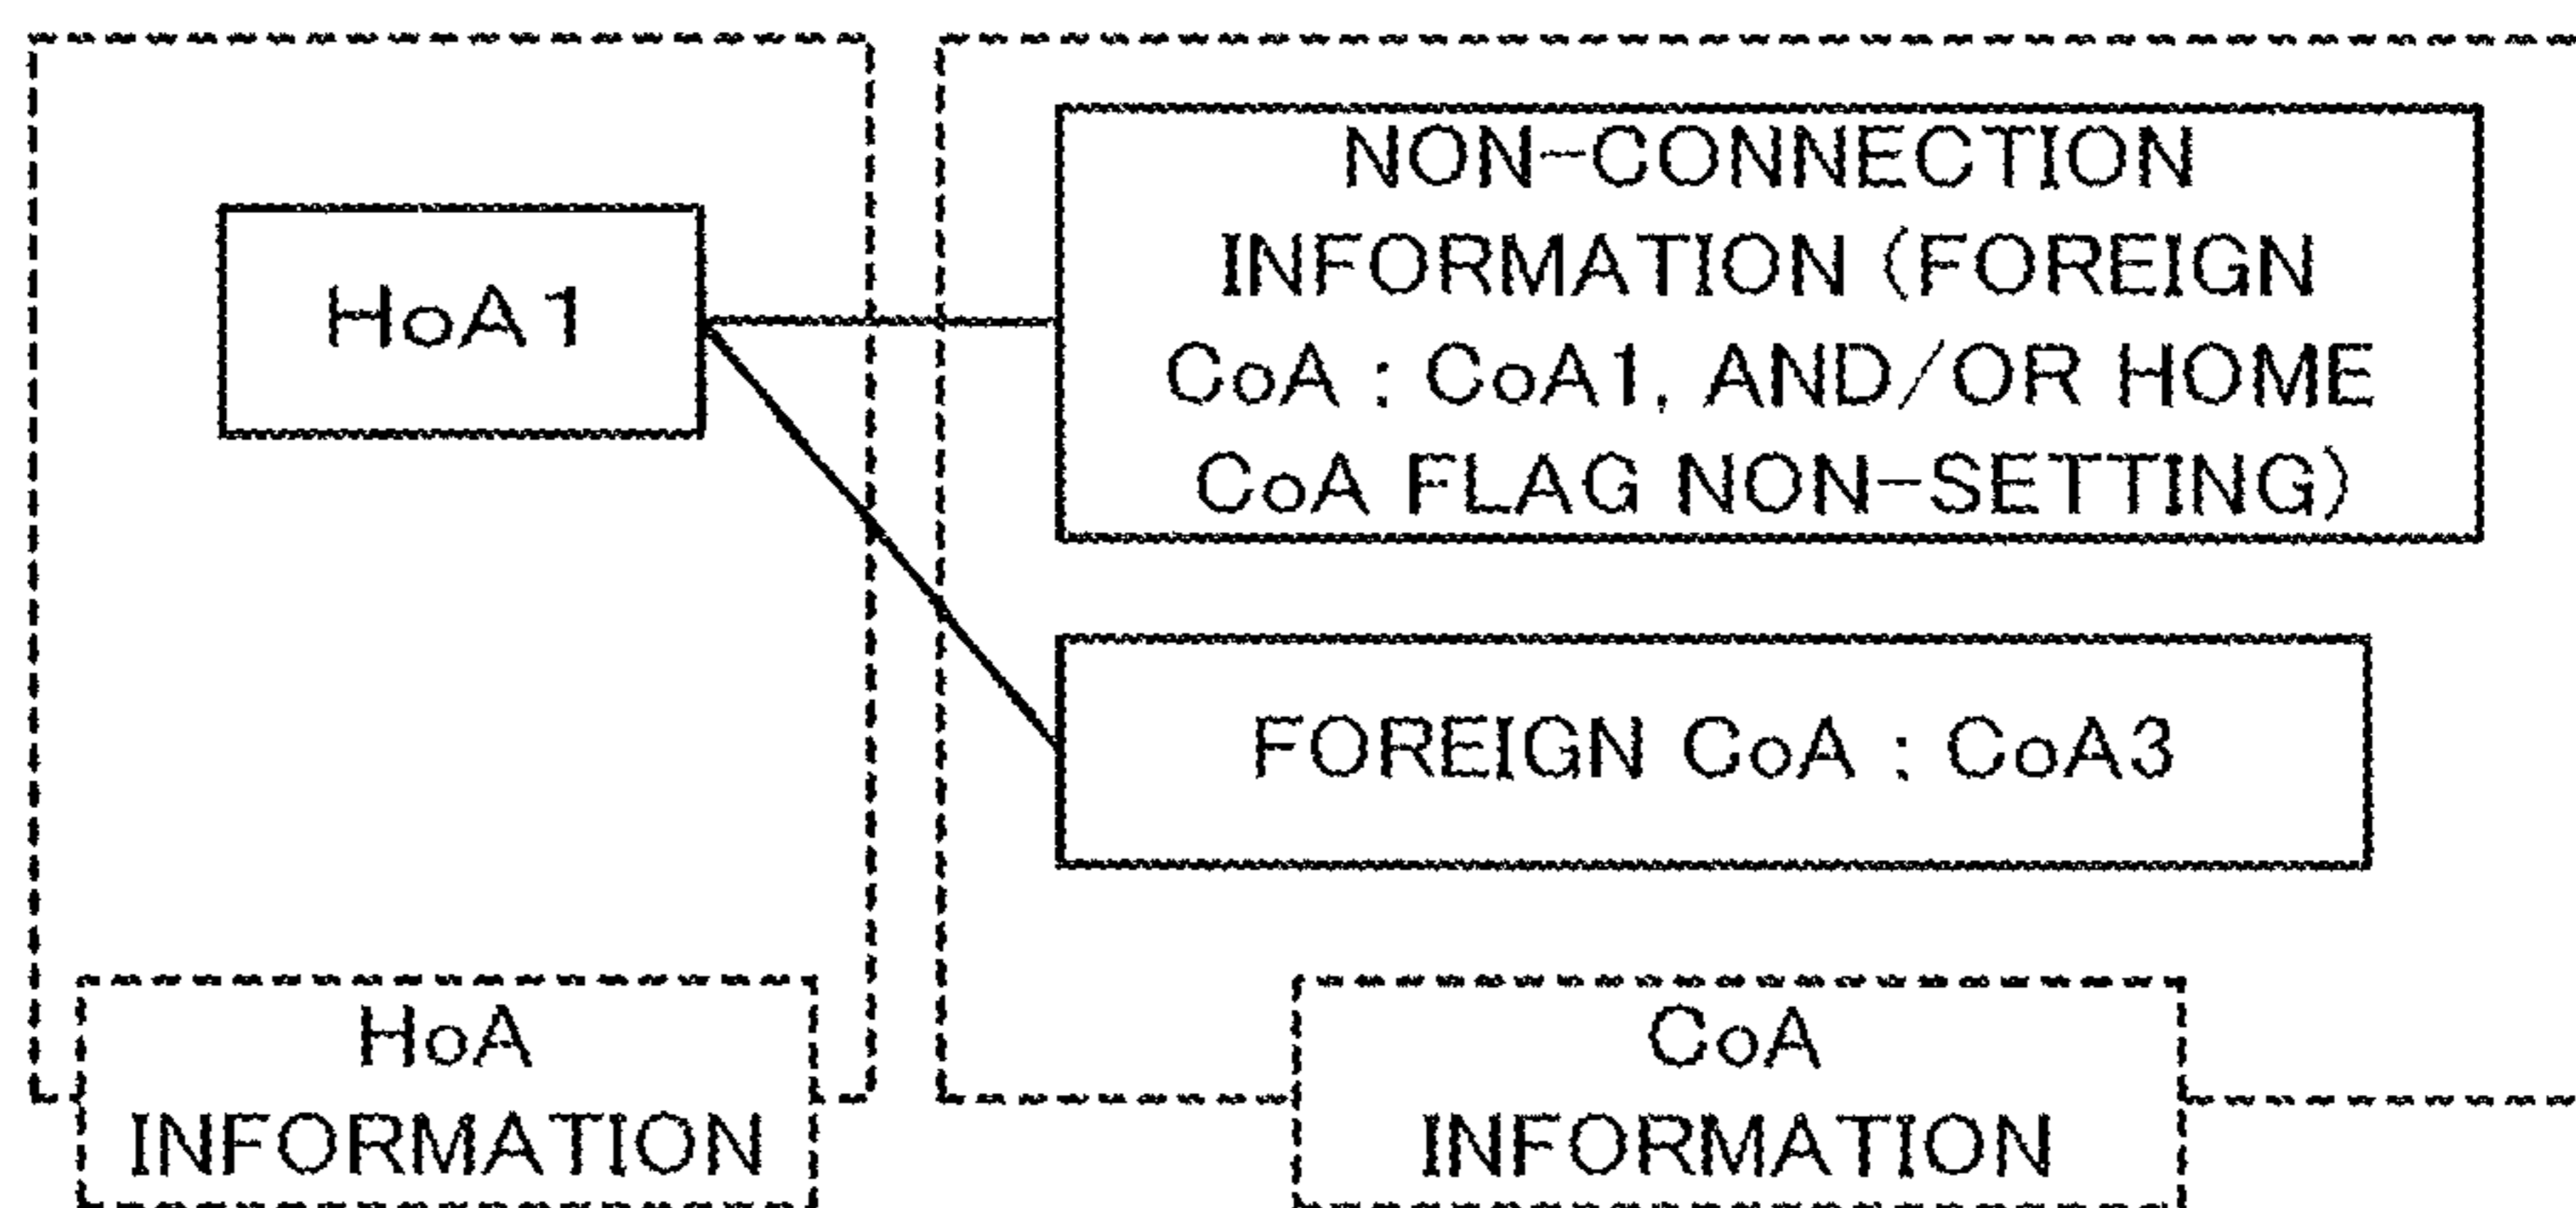 HoA1
NON-CONNECTION
INFORMATION (FOREIGN
CoA : CoA1, AND/OR HOME
CoA FLAG NON-SETTING)
FOREIGN CoA : CoA3
HoA
INFORMATION
CoA
INFORMATION